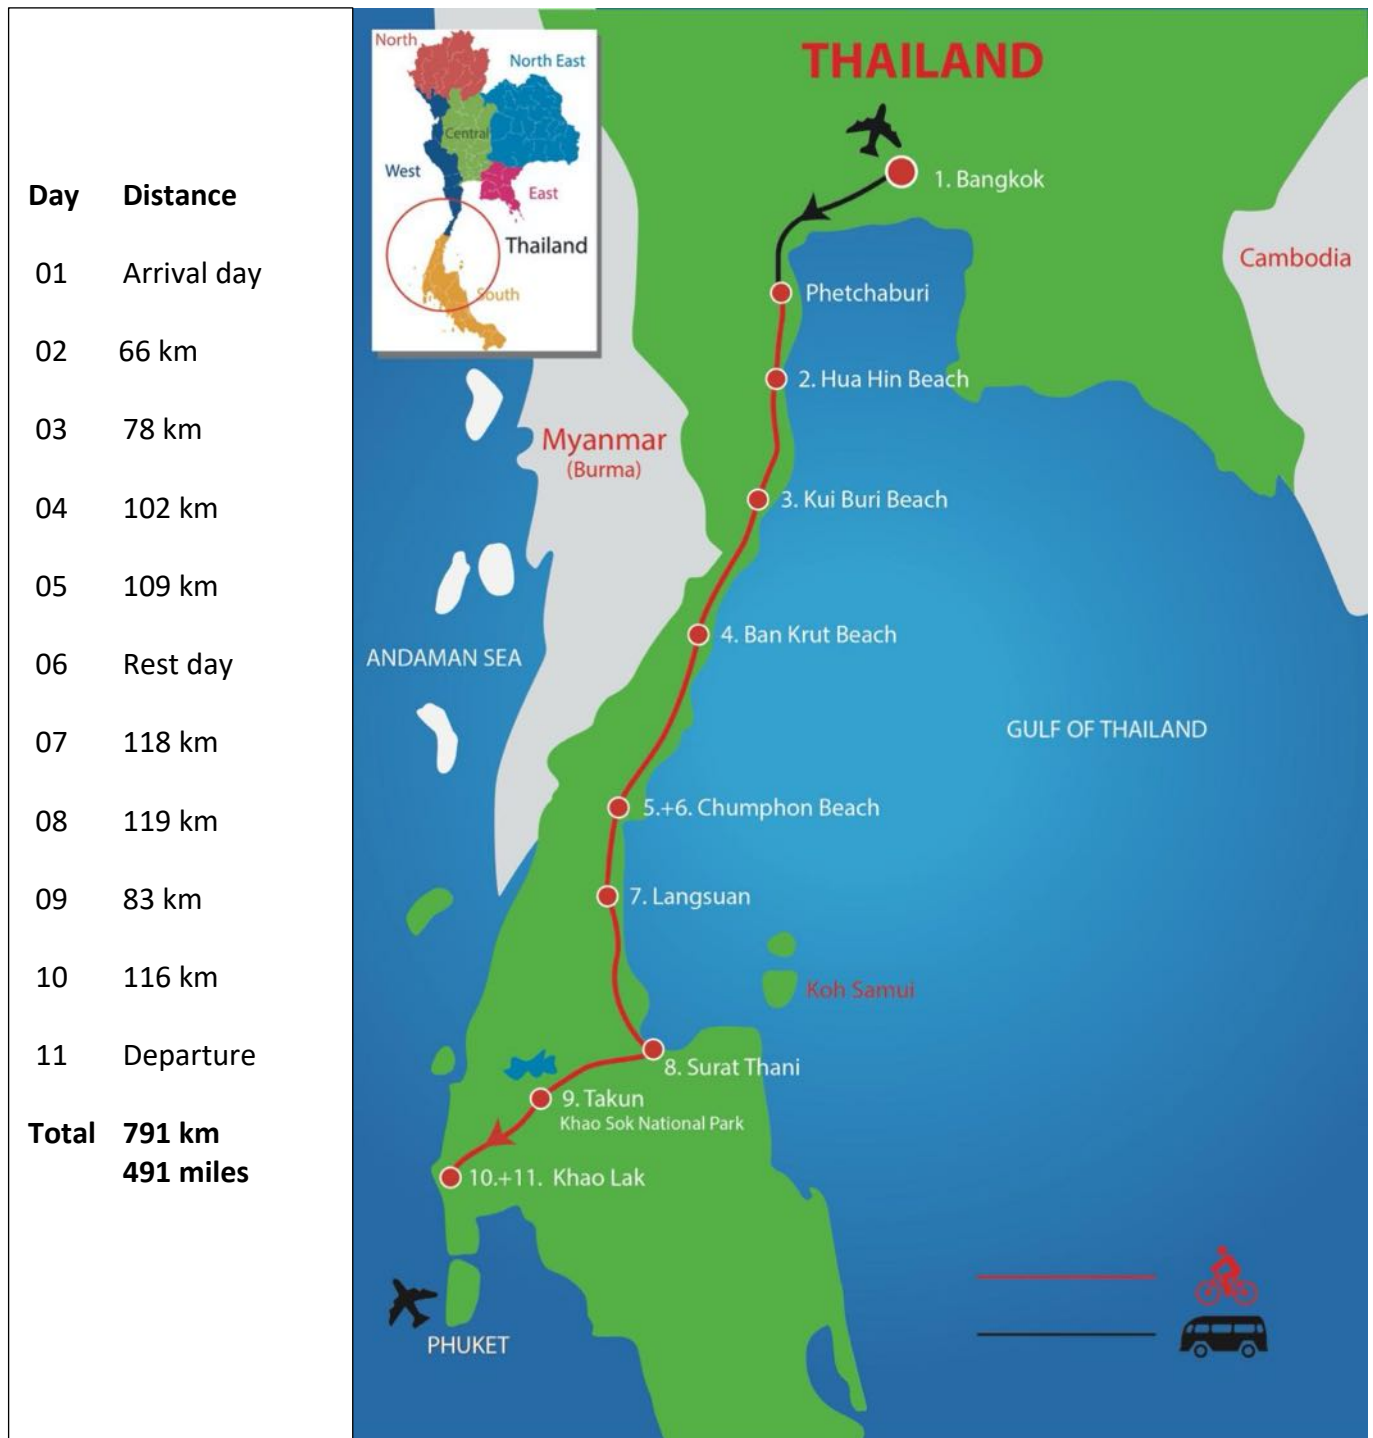 Day Distance
01 Arrival day
02 66 km
03 78 km
04 102 km
05 109 km
06 Rest day
07 118 km
08 119 km
09 83 km
10 116 km
11 Departure
Total 791 km
491 miles
North
North East
Central
West
East
Thailand
South
THAILAND
1. Bangkok
Cambodia
Phetchaburi
2. Hua Hin Beach
Myanmar
(Burma)
3. Kui Buri Beach
4. Ban Krut Beach
ANDAMAN SEA
GULF OF THAILAND
5.+6. Chumphon Beach
7. Langsuan
Koh Samui
8. Surat Thani
9. Takun
Khao Sok National Park
10.+11. Khao Lak
PHUKET